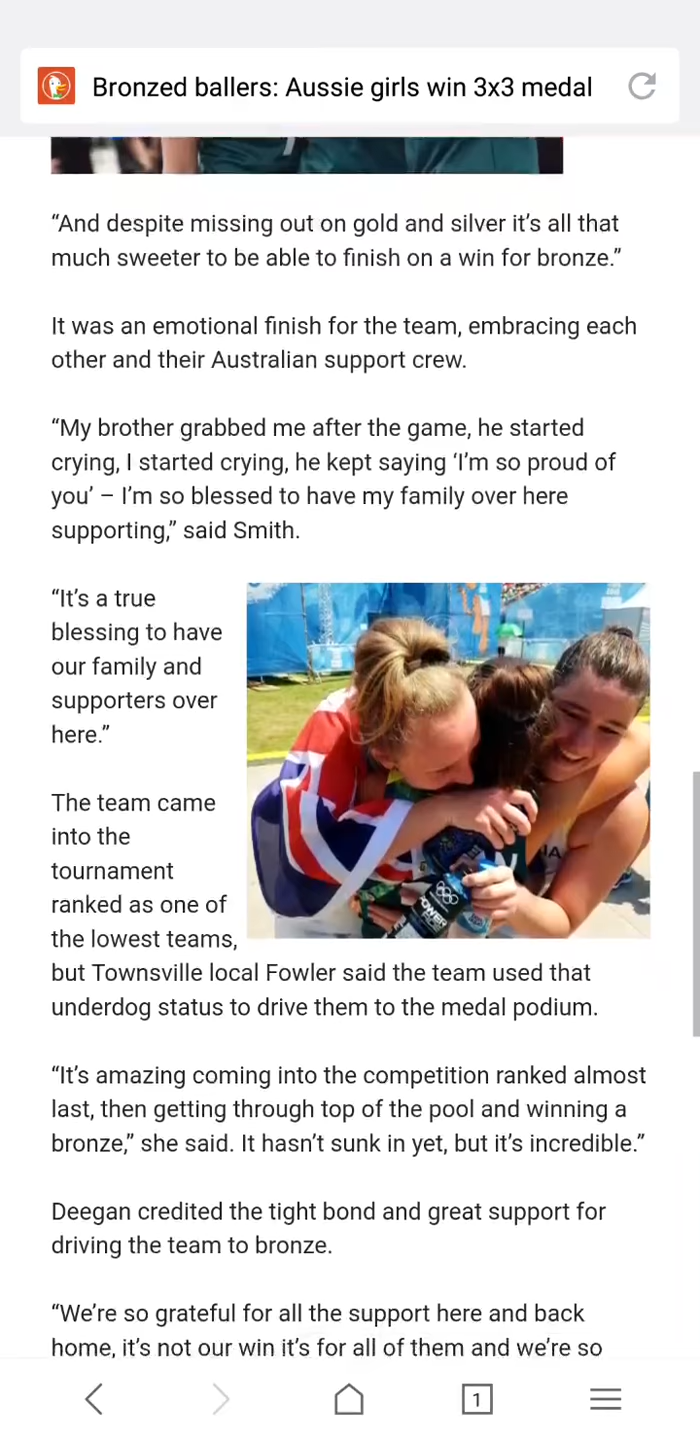 Bronzed ballers: Aussie girls win 3x3 medal
“And despite missing out on gold and silver it’s all that
much sweeter to be able to finish on a win for bronze.”
It was an emotional finish for the team, embracing each
other and their Australian support crew.
“My brother grabbed me after the game, he started
crying, I started crying, he kept saying ‘I’m so proud of
you’ – I’m so blessed to have my family over here
supporting,” said Smith.
“It’s a true
blessing to have
our family and
supporters over
here.”
The team came
into the
tournament
ranked as one of
the lowest teams,
but Townsville local Fowler said the team used that
underdog status to drive them to the medal podium.
“It’s amazing coming into the competition ranked almost
last, then getting through top of the pool and winning a
bronze,” she said. It hasn’t sunk in yet, but it’s incredible.”
Deegan credited the tight bond and great support for
driving the team to bronze.
“We’re so grateful for all the support here and back
home, it’s not our win it’s for all of them and we’re so
POWER
IA
1